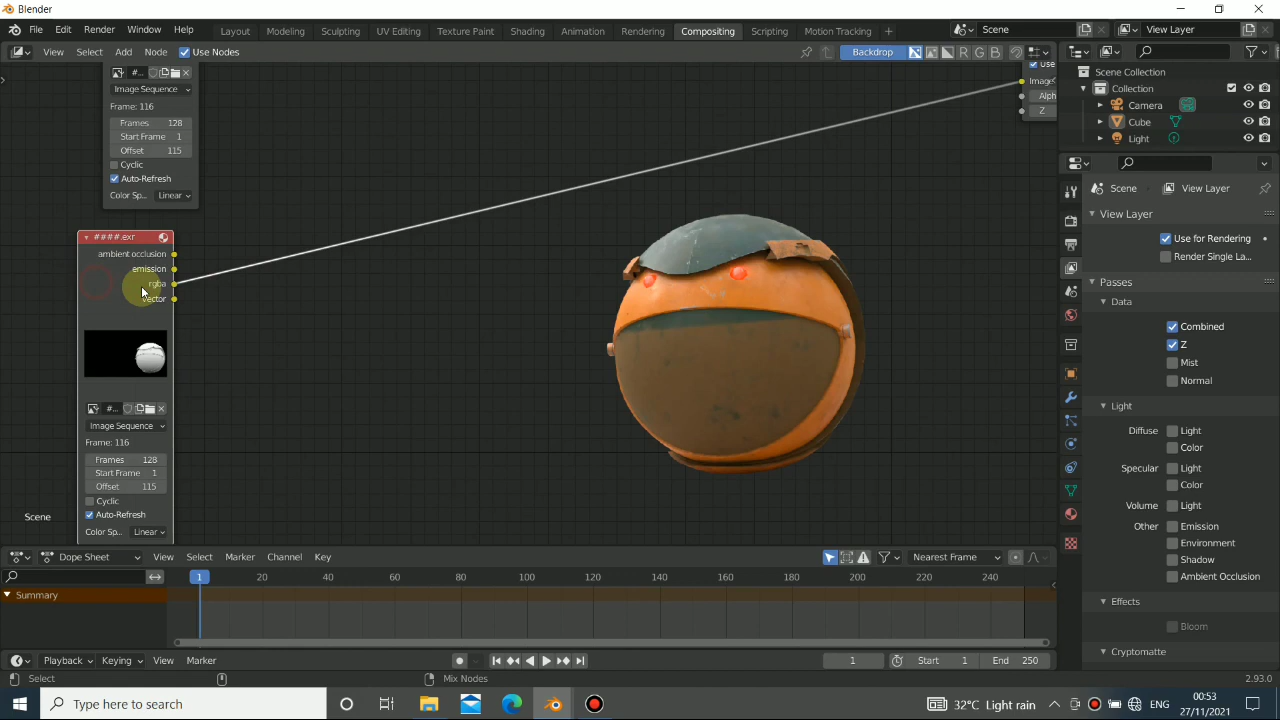 Blender
File Edit Render Window Help Layout Modeling Sculpting UV Editing Texture Paint Shading Animation Rendering Compositing Scripting Motion Tracking + Scene View Layer
View Select Add Node Use Nodes Backdrop R G B
Scene Collection
Collection
Camera
Cube
Light
#...
Image Sequence
Frame: 116
Frames 128
Start Frame 1
Offset 115
Cyclic
Auto-Refresh
Color Sp... Linear
Use
Image
Alph
Z
####.exr
ambient occlusion
emission
rgba
vector
#...
Image Sequence
Frame: 116
Frames 128
Start Frame 1
Offset 115
Cyclic
Auto-Refresh
Color Sp... Linear
Scene
Scene View Layer
View Layer
Use for Rendering
Render Single La...
Passes
Data
Combined
Z
Mist
Normal
Light
Diffuse Light
Color
Specular Light
Color
Volume Light
Other Emission
Environment
Shadow
Ambient Occlusion
Effects
Bloom
Cryptomatte
Dope Sheet View Select Marker Channel Key Nearest Frame
1 20 40 60 80 100 120 140 160 180 200 220 240
Summary
Playback Keying View Marker 1 Start 1 End 250
Select Mix Nodes 2.93.0
Type here to search 32°C Light rain ENG 00:53
27/11/2021